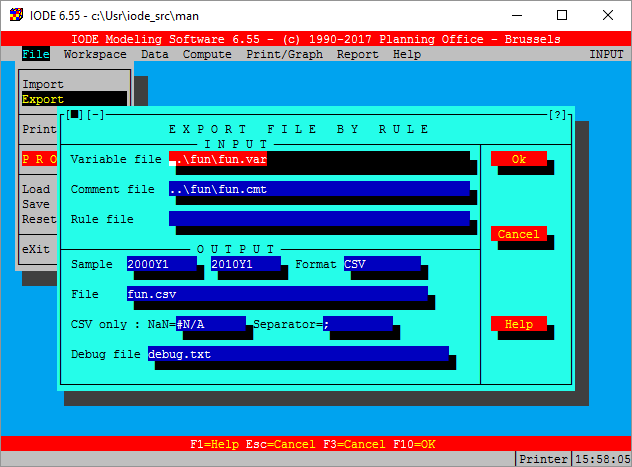 IODE 6.55 - c:\Usr\iode_src\man
IODE Modeling Software 6.55 - (c) 1990-2017 Planning Office - Brussels
File Workspace Data Compute Print/Graph Report Help INPUT
Import
Export
[■][-] [?]
Print
E X P O R T F I L E B Y R U L E
I N P U T
P R O Variable file ..\fun\fun.var Ok
Load Comment file ..\fun\fun.cmt
Save
Reset Rule file
Cancel
eXit O U T P U T
Sample 2000Y1 2010Y1 Format CSV
File fun.csv
CSV only : NaN=#N/A Separator=; Help
Debug file debug.txt
F1=Help Esc=Cancel F3=Cancel F10=OK
Printer 15:58:05